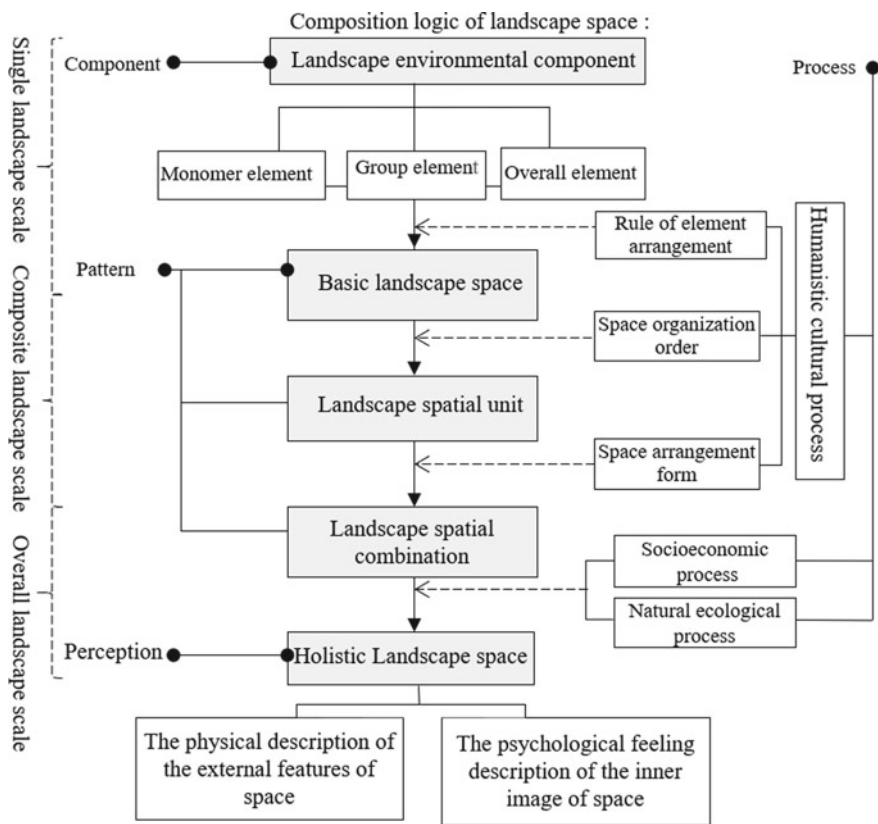 Composition logic of landscape space :
Single landscape scale
Component
Landscape environmental component
Process
Monomer element
Group element
Overall element
Rule of element
arrangement
Humanistic cultural process
Pattern
Basic landscape space
Composite landscape scale
Space organization
order
Landscape spatial unit
Space arrangement
form
Landscape spatial
combination
Overall landscape scale
Socioeconomic
process
Natural ecological
process
Perception
Holistic Landscape space
The physical description of
the external features of
space
The psychological feeling
description of the inner
image of space